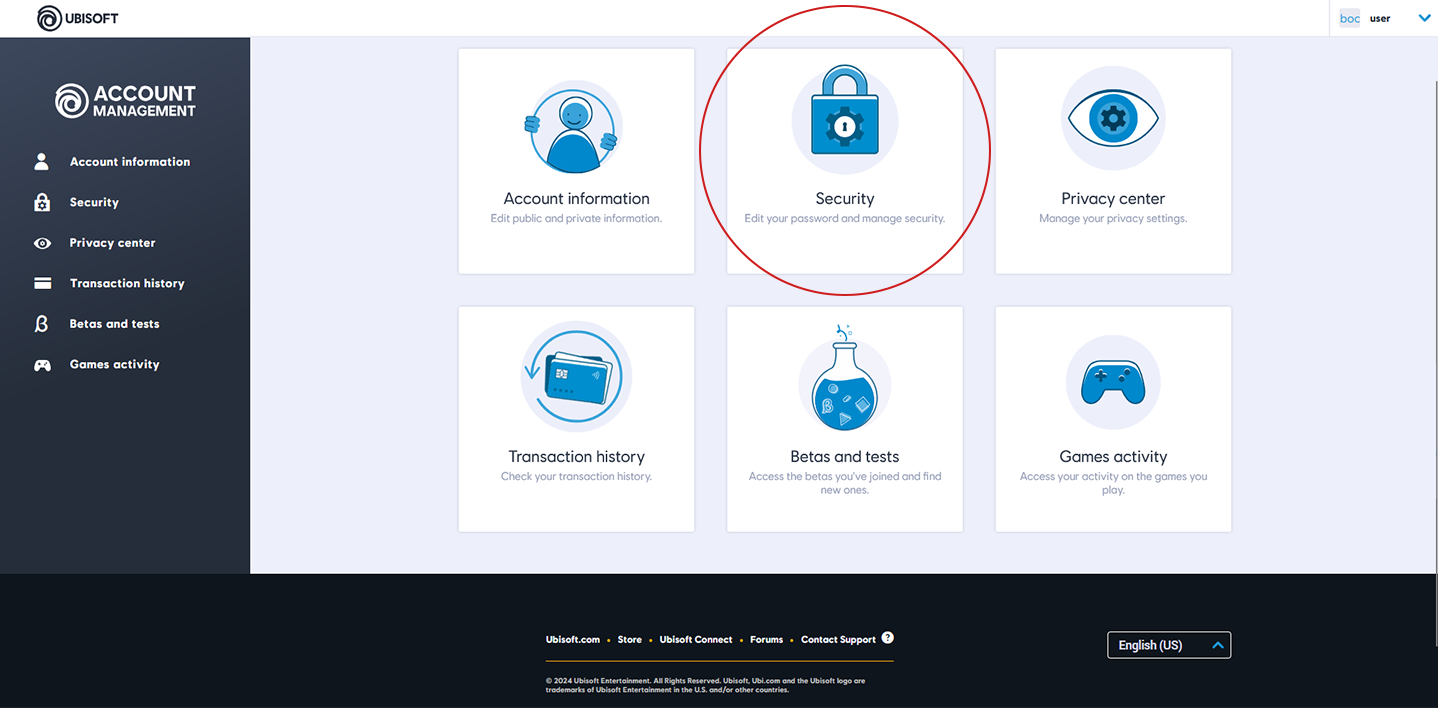 UBISOFT
boc
user
ACCOUNT
MANAGEMENT
Account information
Security
Privacy center
Transaction history
Betas and tests
Games activity
Account information
Edit public and private information.
Security
Edit your password and manage security.
Privacy center
Manage your privacy settings.
Transaction history
Check your transaction history.
Betas and tests
Access the betas you've joined and find
new ones.
Games activity
Access your activity on the games you
play.
Ubisoft.com • Store • Ubisoft Connect • Forums • Contact Support ?
English (US)
© 2024 Ubisoft Entertainment. All Rights Reserved. Ubisoft, Ubi.com and the Ubisoft logo are
trademarks of Ubisoft Entertainment in the U.S. and/or other countries.